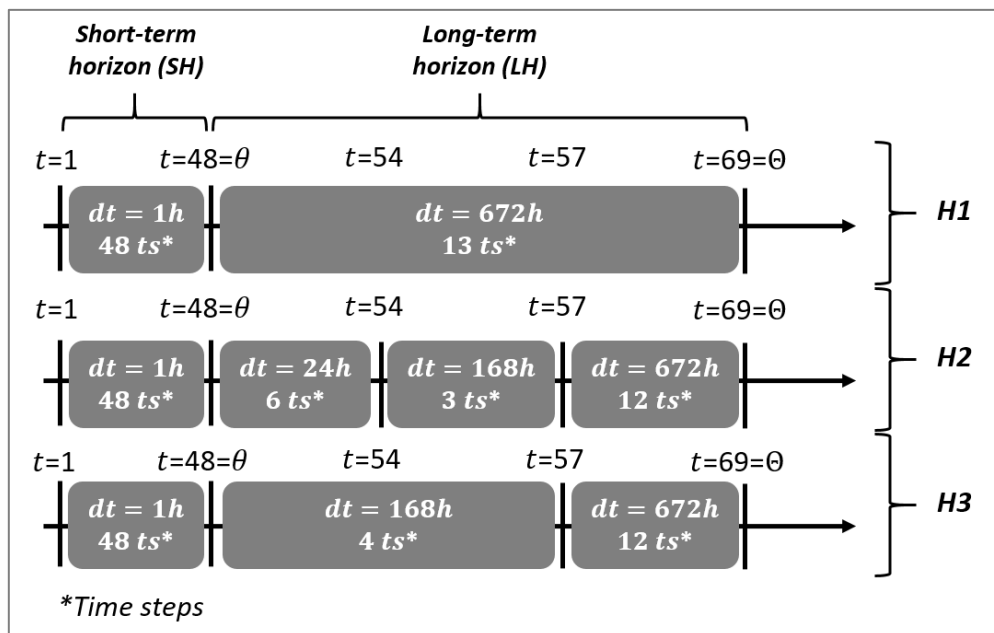 Short-term
horizon (SH)
Long-term
horizon (LH)
t=1 t=48=θ t=54 t=57 t=69=Θ
dt = 1h
48 ts*
dt = 672h
13 ts*
H1
t=1 t=48=θ t=54 t=57 t=69=Θ
dt = 1h
48 ts*
dt = 24h
6 ts*
dt = 168h
3 ts*
dt = 672h
12 ts*
H2
t=1 t=48=θ t=54 t=57 t=69=Θ
dt = 1h
48 ts*
dt = 168h
4 ts*
dt = 672h
12 ts*
H3
*Time steps